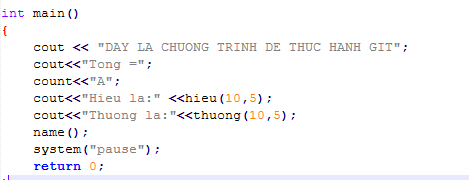 int main()
{
cout << "DAY LA CHUONG TRINH DE THUC HANH GIT";
cout<<"Tong =";
count<<"A";
cout<<"Hieu la:" <<hieu(10,5);
cout<<"Thuong la:"<<thuong(10,5);
name();
system("pause");
return 0;